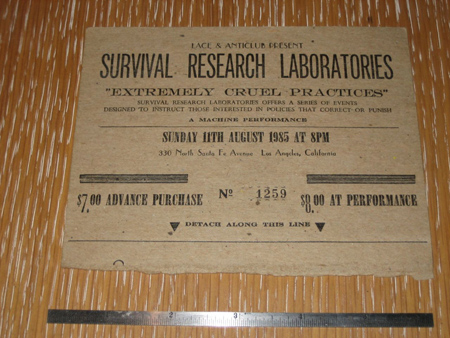 LACE & ANTICLUB PRESENT
SURVIVAL RESEARCH LABORATORIES
"EXTREMELY CRUEL PRACTICES"
SURVIVAL RESEARCH LABORATORIES OFFERS A SERIES OF EVENTS
DESIGNED TO INSTRUCT THOSE INTERESTED IN POLICIES THAT CORRECT OR PUNISH
A MACHINE PERFORMANCE
SUNDAY 11TH AUGUST 1985 AT 8PM
330 North Santa Fe Avenue Los Angeles, California
$7.00 ADVANCE PURCHASE Nº 1259 $8.00 AT PERFORMANCE
DETACH ALONG THIS LINE
2 3 5